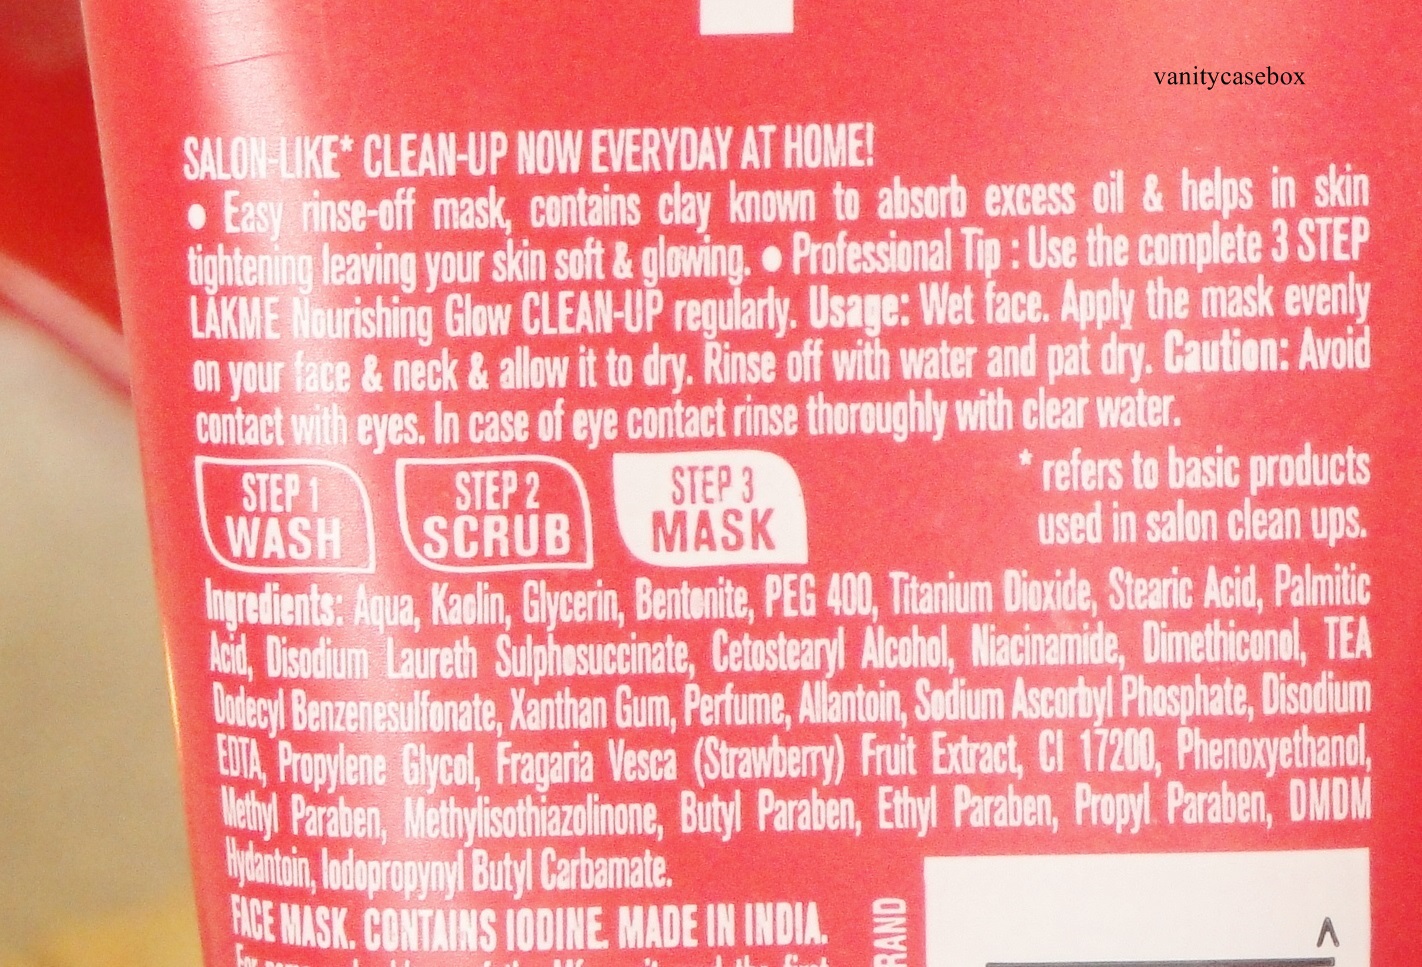 vanitycasebox
SALON-LIKE* CLEAN-UP NOW EVERYDAY AT HOME!
● Easy rinse-off mask, contains clay known to absorb excess oil & helps in skin
tightening leaving your skin soft & glowing. ● Professional Tip : Use the complete 3 STEP
LAKME Nourishing Glow CLEAN-UP regularly. Usage: Wet face. Apply the mask evenly
on your face & neck & allow it to dry. Rinse off with water and pat dry. Caution: Avoid
contact with eyes. In case of eye contact rinse thoroughly with clear water.
STEP 1
WASH
STEP 2
SCRUB
STEP 3
MASK
* refers to basic products
used in salon clean ups.
Ingredients: Aqua, Kaolin, Glycerin, Bentonite, PEG 400, Titanium Dioxide, Stearic Acid, Palmitic
Acid, Disodium Laureth Sulphosuccinate, Cetostearyl Alcohol, Niacinamide, Dimethiconol, TEA
Dodecyl Benzenesulfonate, Xanthan Gum, Perfume, Allantoin, Sodium Ascorbyl Phosphate, Disodium
EDTA, Propylene Glycol, Fragaria Vesca (Strawberry) Fruit Extract, CI 17200, Phenoxyethanol,
Methyl Paraben, Methylisothiazolinone, Butyl Paraben, Ethyl Paraben, Propyl Paraben, DMDM
Hydantoin, Iodopropynyl Butyl Carbamate.
FACE MASK. CONTAINS IODINE. MADE IN INDIA.
RAND